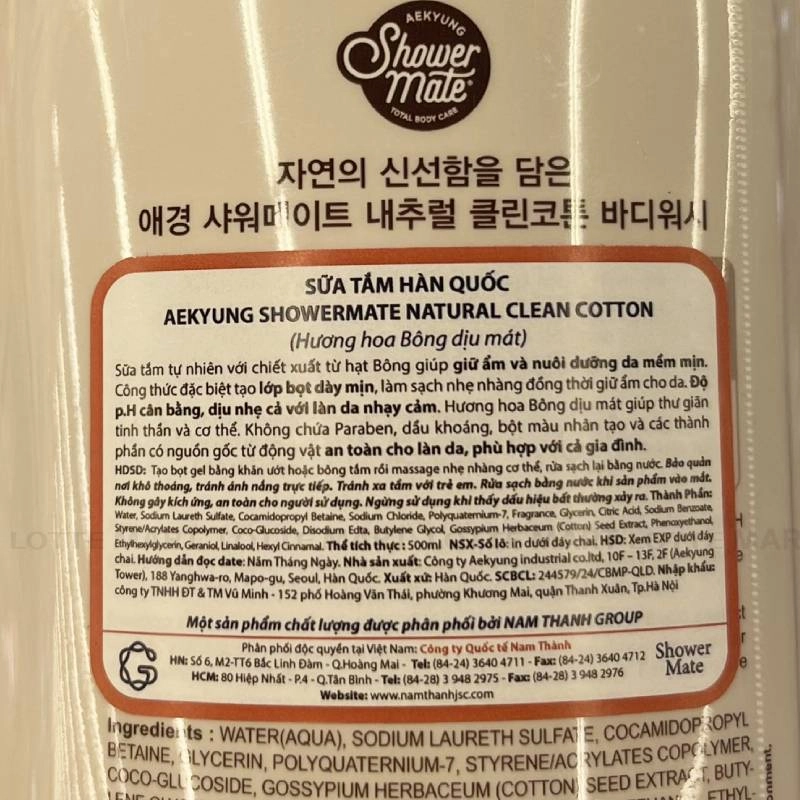 AEKYUNG
Shower
Mate
TOTAL BODY CARE
자연의 신선함을 담은
애경 샤워메이트 내추럴 클린코튼 바디워시
SỮA TẮM HÀN QUỐC
AEKYUNG SHOWERMATE NATURAL CLEAN COTTON
(Hương hoa Bông dịu mát)
Sữa tắm tự nhiên với chiết xuất từ hạt Bông giúp giữ ẩm và nuôi dưỡng da mềm mịn.
Công thức đặc biệt tạo lớp bọt dày mịn, làm sạch nhẹ nhàng đồng thời giữ ẩm cho da. Độ
p.H cân bằng, dịu nhẹ cả với làn da nhạy cảm. Hương hoa Bông dịu mát giúp thư giãn
tinh thần và cơ thể. Không chứa Paraben, dầu khoáng, bột màu nhân tạo và các thành
phần có nguồn gốc từ động vật an toàn cho làn da, phù hợp với cả gia đình.
HDSD: Tạo bọt gel bằng khăn ướt hoặc bông tắm rồi massage nhẹ nhàng cơ thể, rửa sạch lại bằng nước. Bảo quản
nơi khô thoáng, tránh ánh nắng trực tiếp. Tránh xa tầm với trẻ em. Rửa sạch bằng nước khi sản phẩm vào mắt.
Không gây kích ứng, an toàn cho người sử dụng. Ngừng sử dụng khi thấy dấu hiệu bất thường xảy ra. Thành Phần:
Water, Sodium Laureth Sulfate, Cocamidopropyl Betaine, Sodium Chloride, Polyquaternium-7, Fragrance, Glycerin, Citric Acid, Sodium Benzoate,
Styrene/Acrylates Copolymer, Coco-Glucoside, Disodium Edta, Butylene Glycol, Gossypium Herbaceum (Cotton) Seed Extract, Phenoxyethanol,
Ethylhexylglycerin, Geraniol, Linalool, Hexyl Cinnamal. Thể tích thực : 500ml NSX-Số lô: in dưới đáy chai. HSD: Xem EXP dưới đáy
chai. Hướng dẫn đọc date: Năm Tháng Ngày. Nhà sản xuất: Công ty Aekyung industrial co.ltd, 10F – 13F, 2F (Aekyung
Tower), 188 Yanghwa-ro, Mapo-gu, Seoul, Hàn Quốc. Xuất xứ: Hàn Quốc. SCBCL: 244579/24/CBMP-QLD. Nhập khẩu:
công ty TNHH ĐT & TM Vũ Minh - 152 phố Hoàng Văn Thái, phường Khương Mai, quận Thanh Xuân, Tp.Hà Nội
Một sản phẩm chất lượng được phân phối bởi NAM THANH GROUP
Phân phối độc quyền tại Việt Nam: Công ty Quốc tế Nam Thành
HN: Số 6, M2-TT6 Bắc Linh Đàm - Q.Hoàng Mai - Tel: (84-24) 3640 4711 - Fax: (84-24) 3640 4712
HCM: 80 Hiệp Nhất - P.4 - Q.Tân Bình - Tel: (84-28) 3 948 2975 - Fax: (84-28) 3 948 2976
Website: www.namthanhjsc.com
Shower
Mate
Ingredients : WATER(AQUA), SODIUM LAURETH SULFATE, COCAMIDOPROPYL
BETAINE, GLYCERIN, POLYQUATERNIUM-7, STYRENE/ACRYLATES COPOLYMER,
COCO-GLUCOSIDE, GOSSYPIUM HERBACEUM (COTTON) SEED EXTRACT, BUTY-